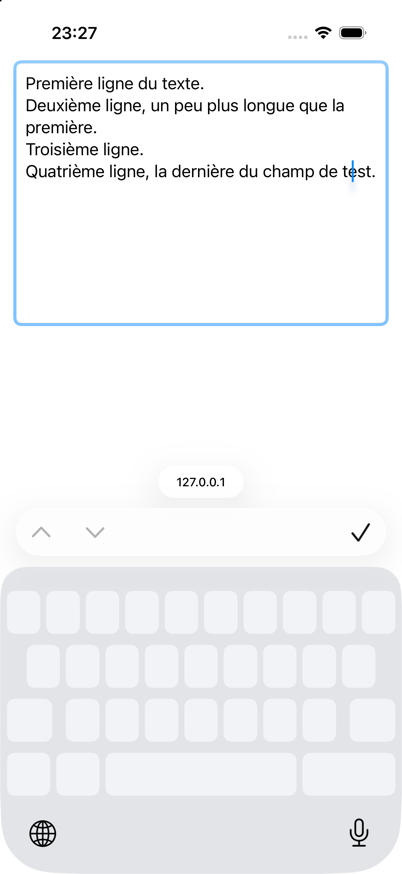 23:27
Première ligne du texte.
Deuxième ligne, un peu plus longue que la
première.
Troisième ligne.
Quatrième ligne, la dernière du champ de test.
127.0.0.1